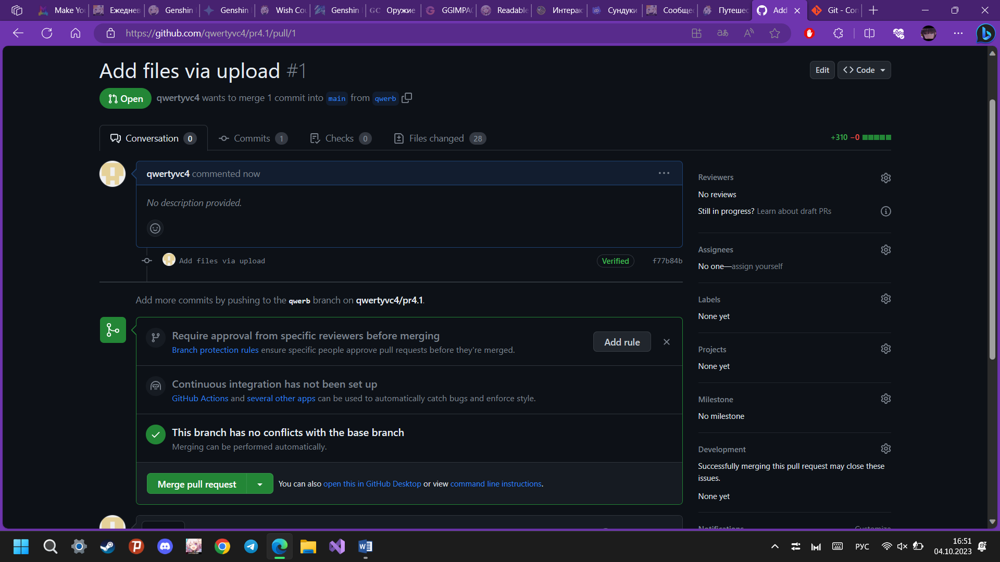 Make You
Ежеднев
Genshin
Genshin
Wish Cou
Genshin
GC Оружие
GGIMPAC
Readable
Интерак
Сундуки
Сообщес
Путешес
Add
Git - Con
https://github.com/qwertyvc4/pr4.1/pull/1
Add files via upload #1
Edit
Code
Open
qwertyvc4 wants to merge 1 commit into main from qwerb
Conversation 0
Commits 1
Checks 0
Files changed 28
+310 −0
qwertyvc4 commented now
No description provided.
Add files via upload
Verified
f77b84b
Add more commits by pushing to the qwerb branch on qwertyvc4/pr4.1.
Require approval from specific reviewers before merging
Branch protection rules ensure specific people approve pull requests before they're merged.
Add rule
Continuous integration has not been set up
GitHub Actions and several other apps can be used to automatically catch bugs and enforce style.
This branch has no conflicts with the base branch
Merging can be performed automatically.
Merge pull request
You can also open this in GitHub Desktop or view command line instructions.
Reviewers
No reviews
Still in progress? Learn about draft PRs
Assignees
No one—assign yourself
Labels
None yet
Projects
None yet
Milestone
No milestone
Development
Successfully merging this pull request may close these
issues.
None yet
Notifications
Customize
РУС
16:51
04.10.2023